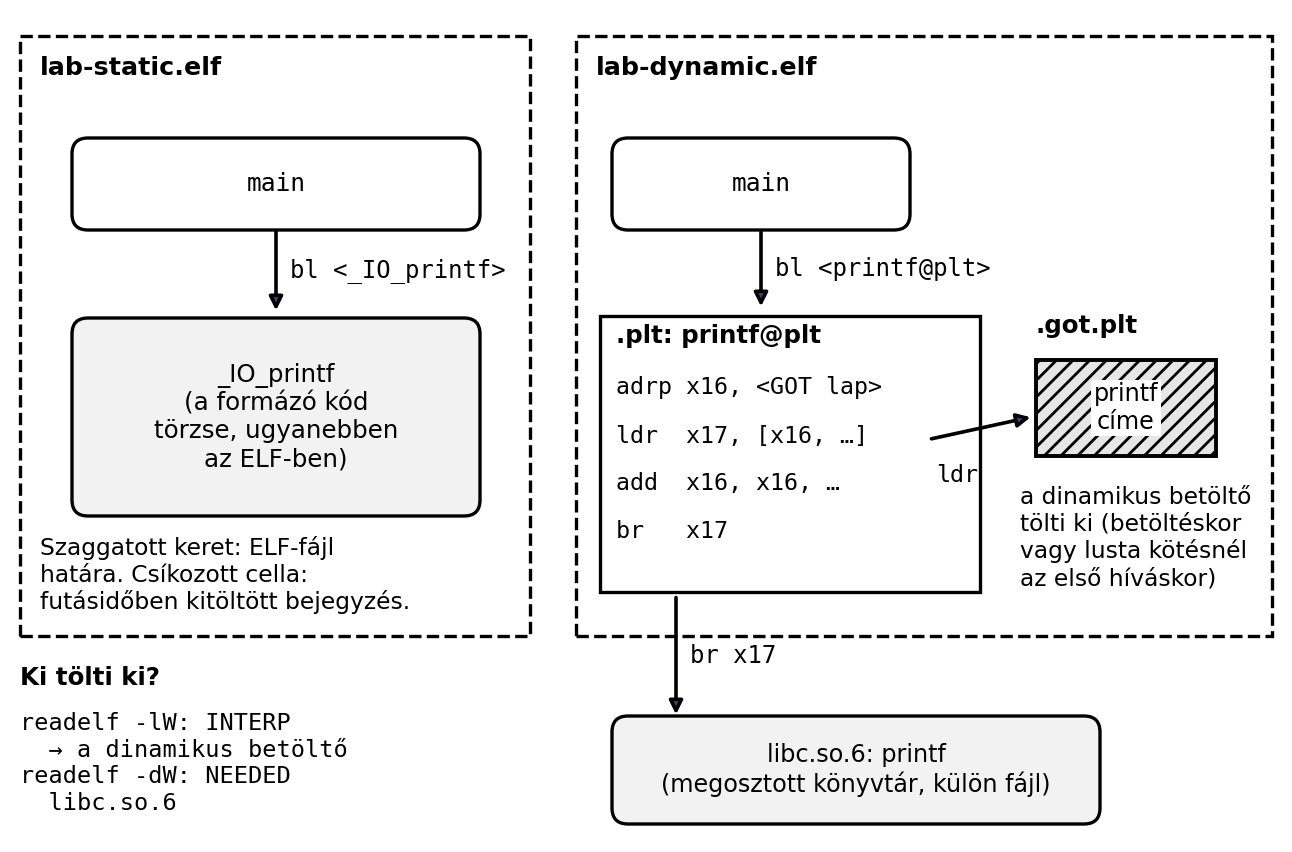 lab-static.elf
main
bl <_IO_printf>
_IO_printf
(a formázó kód
törzse, ugyanebben
az ELF-ben)
Szaggatott keret: ELF-fájl
határa. Csíkozott cella:
futásidőben kitöltött bejegyzés.
Ki tölti ki?
readelf -lW: INTERP
→ a dinamikus betöltő
readelf -dW: NEEDED
libc.so.6
lab-dynamic.elf
main
bl <printf@plt>
.plt: printf@plt
adrp x16, <GOT lap>
ldr  x17, [x16, …]
add  x16, x16, …
br   x17
ldr
.got.plt
printf
címe
a dinamikus betöltő
tölti ki (betöltéskor
vagy lusta kötésnél
az első híváskor)
br x17
libc.so.6: printf
(megosztott könyvtár, külön fájl)